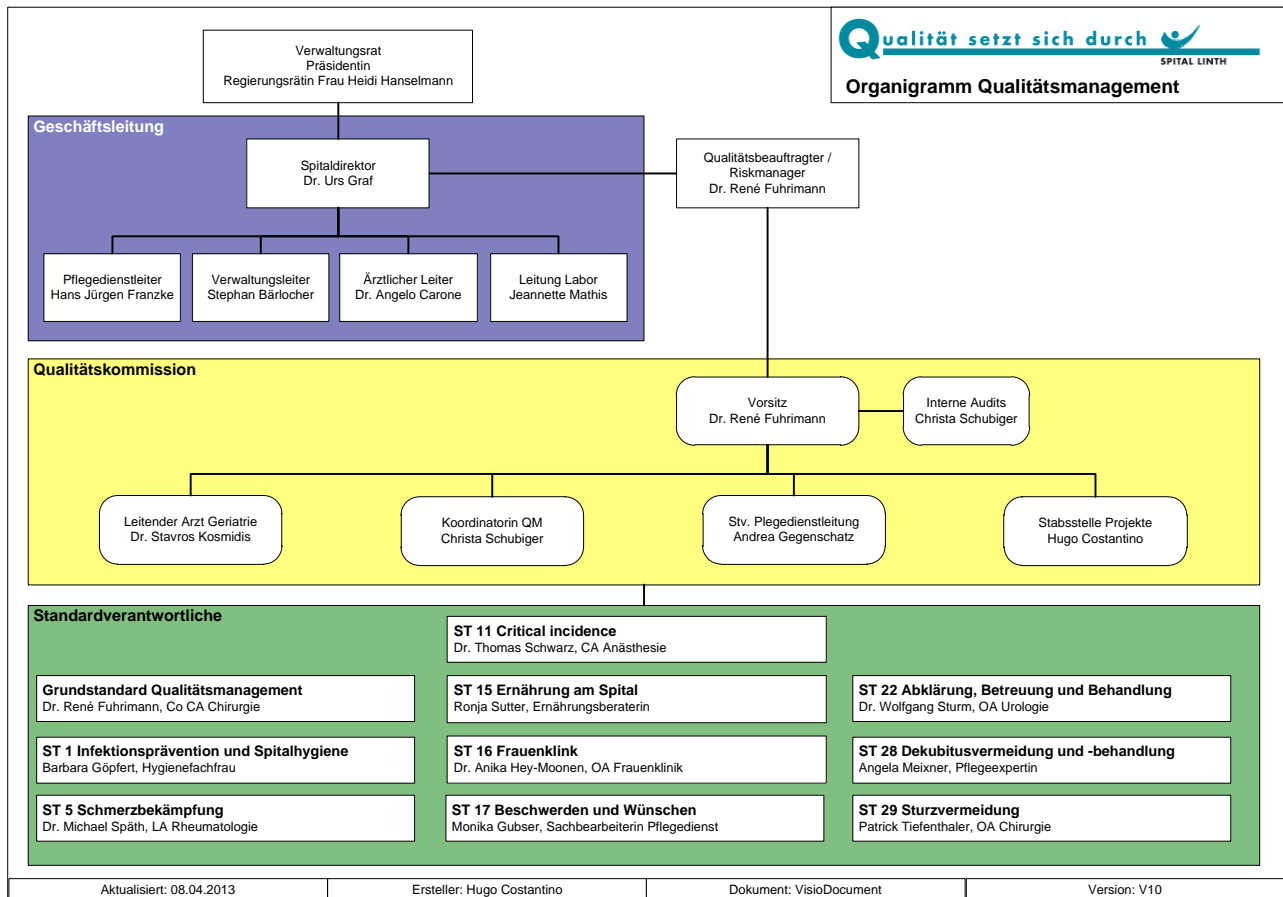 Verwaltungsrat
Präsidentin
Regierungsrätin Frau Heidi Hanselmann
Qualität setzt sich durch
SPITAL LINTH
Organigramm Qualitätsmanagement
Geschäftsleitung
Spitaldirektor
Dr. Urs Graf
Qualitätsbeauftragter /
Riskmanager
Dr. René Fuhrimann
Pflegedienstleiter
Hans Jürgen Franzke
Verwaltungsleiter
Stephan Bärlocher
Ärztlicher Leiter
Dr. Angelo Carone
Leitung Labor
Jeannette Mathis
Qualitätskommission
Vorsitz
Dr. René Fuhrimann
Interne Audits
Christa Schubiger
Leitender Arzt Geriatrie
Dr. Stavros Kosmidis
Koordinatorin QM
Christa Schubiger
Stv. Plegedienstleitung
Andrea Gegenschatz
Stabsstelle Projekte
Hugo Costantino
Standardverantwortliche
ST 11 Critical incidence
Dr. Thomas Schwarz, CA Anästhesie
Grundstandard Qualitätsmanagement
Dr. René Fuhrimann, Co CA Chirurgie
ST 15 Ernährung am Spital
Ronja Sutter, Ernährungsberaterin
ST 22 Abklärung, Betreuung und Behandlung
Dr. Wolfgang Sturm, OA Urologie
ST 1 Infektionsprävention und Spitalhygiene
Barbara Göpfert, Hygienefachfrau
ST 16 Frauenklink
Dr. Anika Hey-Moonen, OA Frauenklinik
ST 28 Dekubitusvermeidung und -behandlung
Angela Meixner, Pflegeexpertin
ST 5 Schmerzbekämpfung
Dr. Michael Späth, LA Rheumatologie
ST 17 Beschwerden und Wünschen
Monika Gubser, Sachbearbeiterin Pflegedienst
ST 29 Sturzvermeidung
Patrick Tiefenthaler, OA Chirurgie
Aktualisiert: 08.04.2013
Ersteller: Hugo Costantino
Dokument: VisioDocument
Version: V10